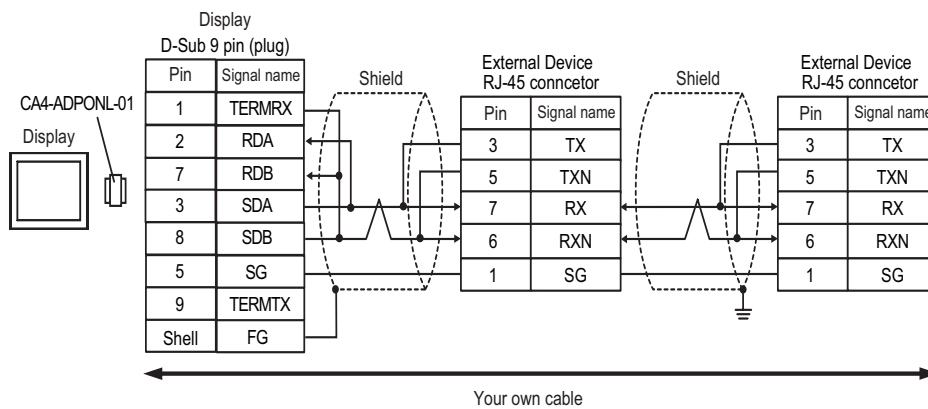 Display
D-Sub 9 pin (plug)
Pin Signal name
1 TERMRX
2 RDA
7 RDB
3 SDA
8 SDB
5 SG
9 TERMTX
Shell FG
CA4-ADPONL-01
Display
Shield
External Device
RJ-45 conncetor
Pin Signal name
3 TX
5 TXN
7 RX
6 RXN
1 SG
Shield
External Device
RJ-45 conncetor
Pin Signal name
3 TX
5 TXN
7 RX
6 RXN
1 SG
Your own cable